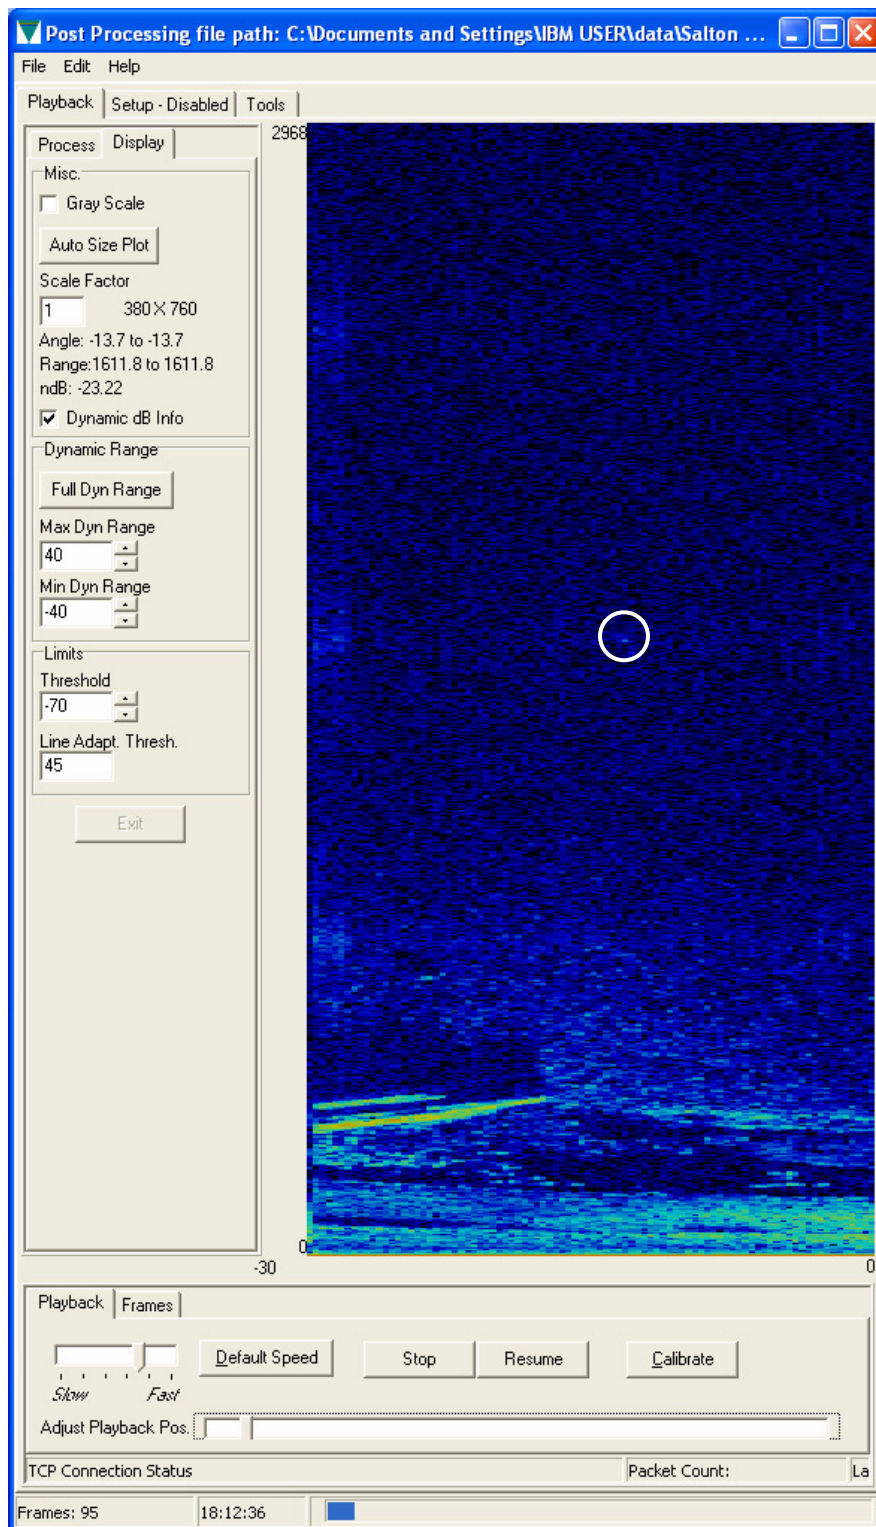 Post Processing file path: C:\Documents and Settings\IBM USER\data\Salton ...
File Edit Help
Playback Setup - Disabled Tools
Process Display
2968
Misc.
Gray Scale
Auto Size Plot
Scale Factor
1 380 X 760
Angle: -13.7 to -13.7
Range:1611.8 to 1611.8
ndB: -23.22
Dynamic dB Info
Dynamic Range
Full Dyn Range
Max Dyn Range
40
Min Dyn Range
-40
Limits
Threshold
-70
Line Adapt. Thresh.
45
Exit
0
-30 0
Playback Frames
Default Speed Stop Resume Calibrate
Slow Fast
Adjust Playback Pos.
TCP Connection Status Packet Count: La
Frames: 95 18:12:36